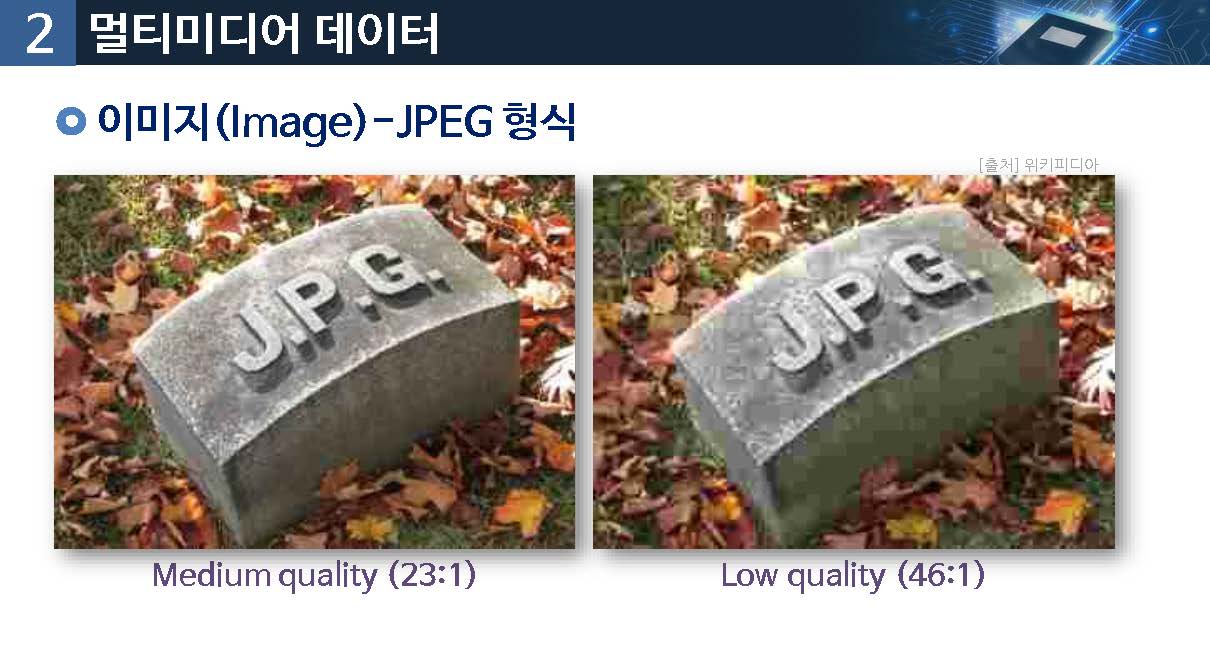 2 멀티미디어 데이터
이미지(Image)-JPEG 형식
[출처] 위키피디아
J.P.G.
J.P.G.
Medium quality (23:1)
Low quality (46:1)